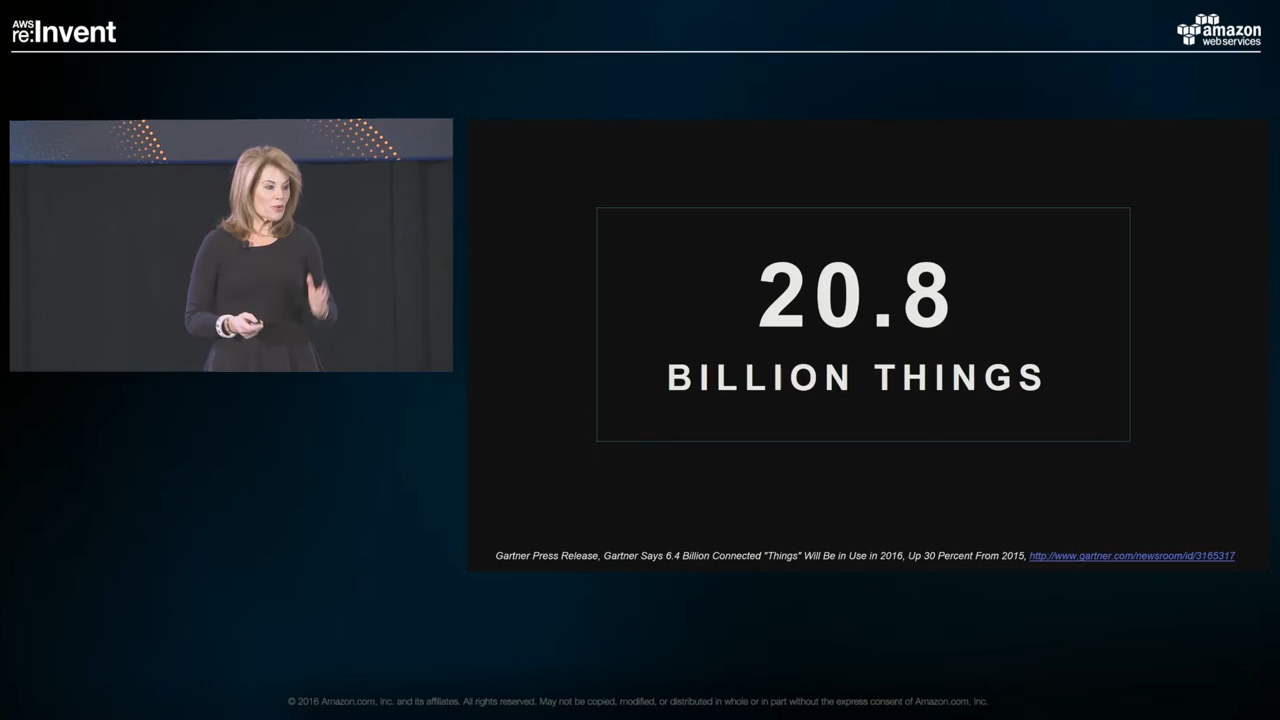 AWS
re:Invent
amazon
web services
20.8
BILLION THINGS
Gartner Press Release, Gartner Says 6.4 Billion Connected "Things" Will Be in Use in 2016, Up 30 Percent From 2015, http://www.gartner.com/newsroom/id/3165317
© 2016 Amazon.com, Inc. and its affiliates. All rights reserved. May not be copied, modified, or distributed in whole or in part without the express consent of Amazon.com, Inc.